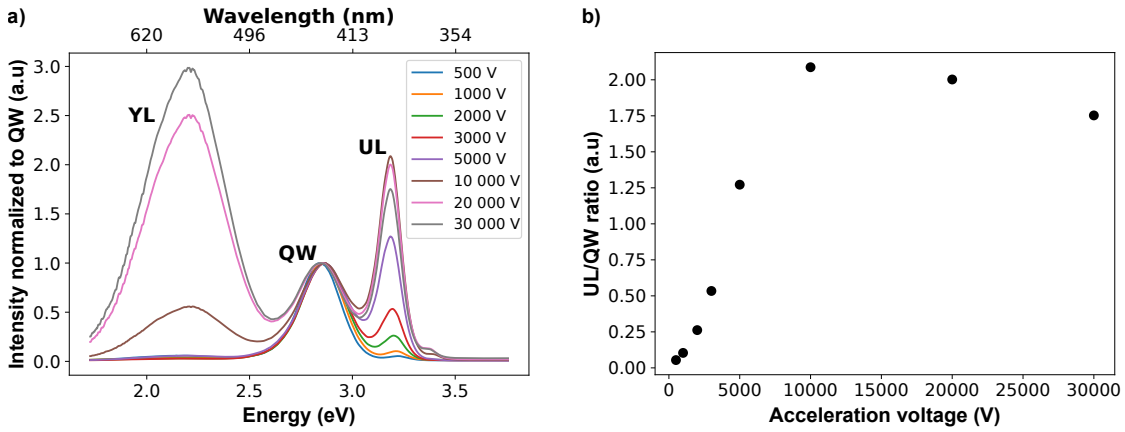 a)
Wavelength (nm)
620 496 413 354
Intensity normalized to QW (a.u)
3.0
2.5
2.0
1.5
1.0
0.5
0.0
YL
QW
UL
500 V
1000 V
2000 V
3000 V
5000 V
10 000 V
20 000 V
30 000 V
2.0 2.5 3.0 3.5
Energy (eV)
b)
UL/QW ratio (a.u)
2.00
1.75
1.50
1.25
1.00
0.75
0.50
0.25
0.00
0 5000 10000 15000 20000 25000 30000
Acceleration voltage (V)